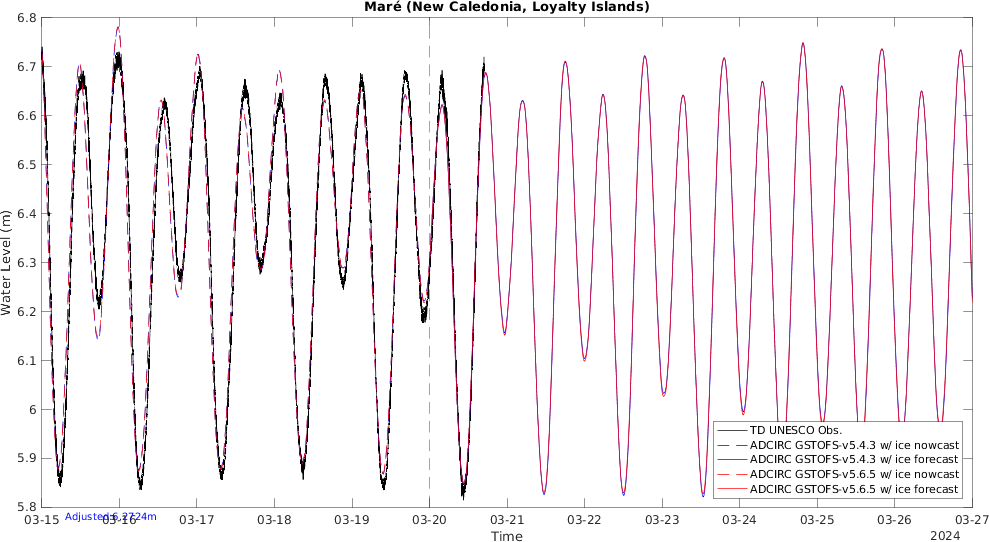 Maré (New Caledonia, Loyalty Islands)
Water Level (m)
6.8
6.7
6.6
6.5
6.4
6.3
6.2
6.1
6
5.9
5.8
TD UNESCO Obs.
ADCIRC GSTOFS-v5.4.3 w/ ice nowcast
ADCIRC GSTOFS-v5.4.3 w/ ice forecast
ADCIRC GSTOFS-v5.6.5 w/ ice nowcast
ADCIRC GSTOFS-v5.6.5 w/ ice forecast
03-15 03-16 03-17 03-18 03-19 03-20 03-21 03-22 03-23 03-24 03-25 03-26 03-27
Adjusted 6.2724m
Time
2024